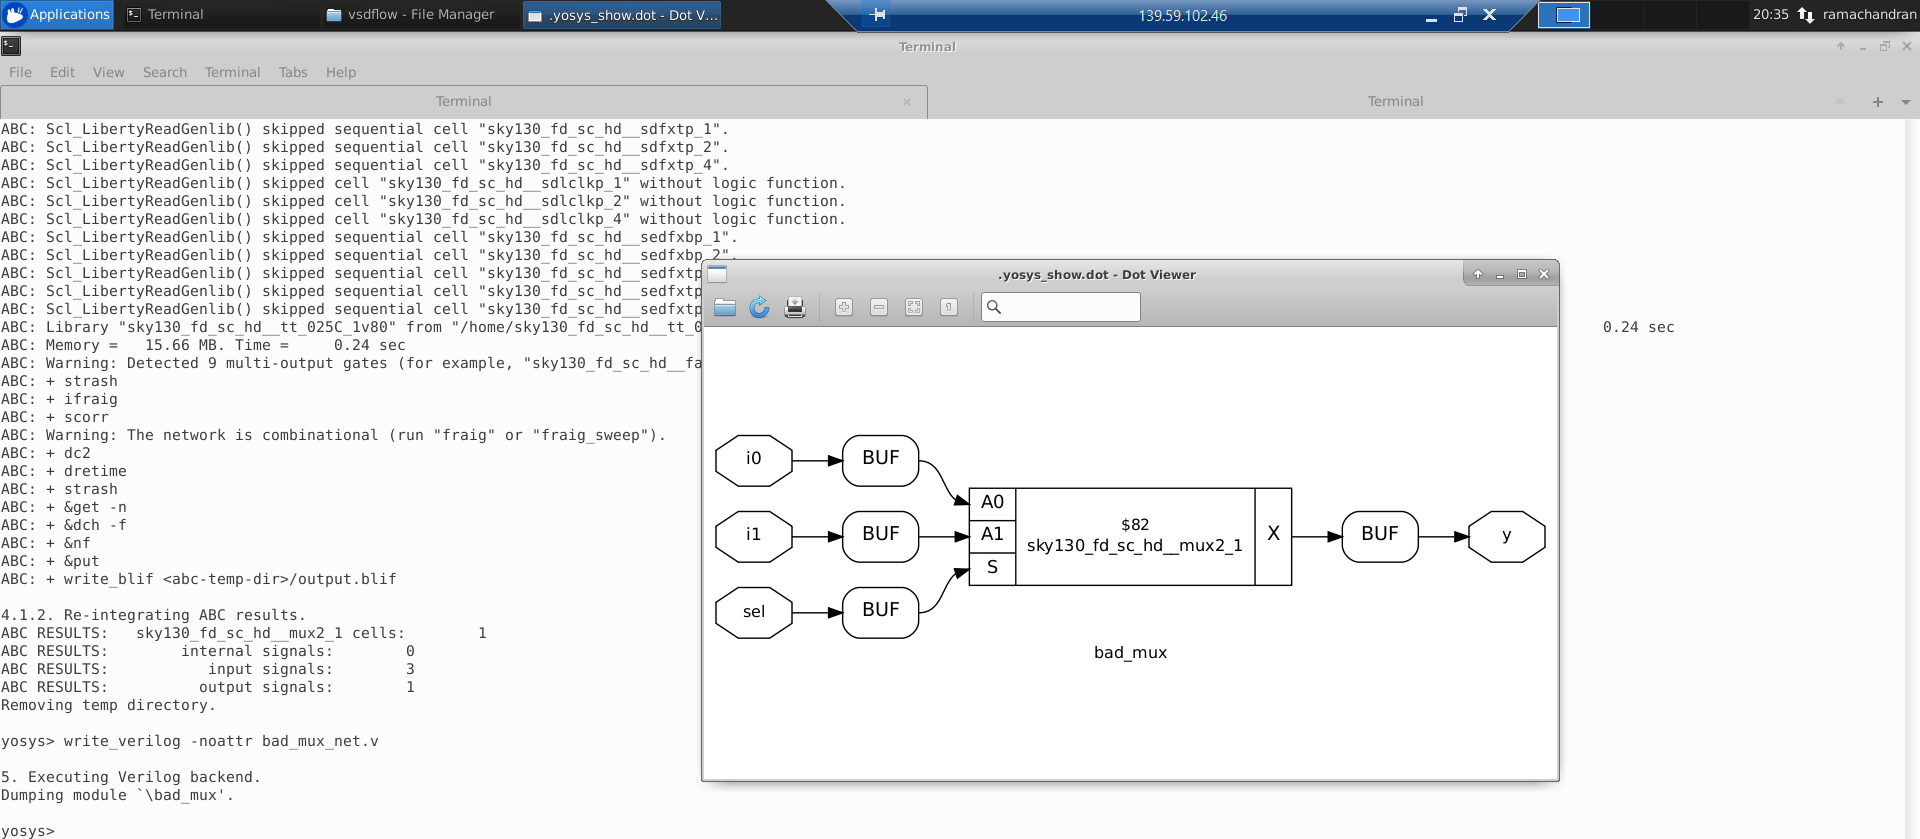 Applications
Terminal
vsdflow - File Manager
.yosys_show.dot - Dot V...
139.59.102.46
20:35
ramachandran
Terminal
File Edit View Search Terminal Tabs Help
Terminal
Terminal
ABC: Scl_LibertyReadGenlib() skipped sequential cell "sky130_fd_sc_hd__sdfxtp_1".
ABC: Scl_LibertyReadGenlib() skipped sequential cell "sky130_fd_sc_hd__sdfxtp_2".
ABC: Scl_LibertyReadGenlib() skipped sequential cell "sky130_fd_sc_hd__sdfxtp_4".
ABC: Scl_LibertyReadGenlib() skipped cell "sky130_fd_sc_hd__sdlclkp_1" without logic function.
ABC: Scl_LibertyReadGenlib() skipped cell "sky130_fd_sc_hd__sdlclkp_2" without logic function.
ABC: Scl_LibertyReadGenlib() skipped cell "sky130_fd_sc_hd__sdlclkp_4" without logic function.
ABC: Scl_LibertyReadGenlib() skipped sequential cell "sky130_fd_sc_hd__sedfxbp_1".
ABC: Scl_LibertyReadGenlib() skipped sequential cell "sky130_fd_sc_hd__sedfxbp_2".
ABC: Scl_LibertyReadGenlib() skipped sequential cell "sky130_fd_sc_hd__sedfxtp
ABC: Scl_LibertyReadGenlib() skipped sequential cell "sky130_fd_sc_hd__sedfxtp
ABC: Scl_LibertyReadGenlib() skipped sequential cell "sky130_fd_sc_hd__sedfxtp
ABC: Library "sky130_fd_sc_hd__tt_025C_1v80" from "/home/sky130_fd_sc_hd__tt_0 0.24 sec
ABC: Memory = 15.66 MB. Time = 0.24 sec
ABC: Warning: Detected 9 multi-output gates (for example, "sky130_fd_sc_hd__fa
ABC: + strash
ABC: + ifraig
ABC: + scorr
ABC: Warning: The network is combinational (run "fraig" or "fraig_sweep").
ABC: + dc2
ABC: + dretime
ABC: + strash
ABC: + &get -n
ABC: + &dch -f
ABC: + &nf
ABC: + &put
ABC: + write_blif <abc-temp-dir>/output.blif
4.1.2. Re-integrating ABC results.
ABC RESULTS: sky130_fd_sc_hd__mux2_1 cells: 1
ABC RESULTS: internal signals: 0
ABC RESULTS: input signals: 3
ABC RESULTS: output signals: 1
Removing temp directory.
yosys> write_verilog -noattr bad_mux_net.v
5. Executing Verilog backend.
Dumping module `\bad_mux'.
yosys>
.yosys_show.dot - Dot Viewer
i0
BUF
i1
BUF
sel
BUF
A0
A1
S
$82
sky130_fd_sc_hd__mux2_1
X
BUF
y
bad_mux